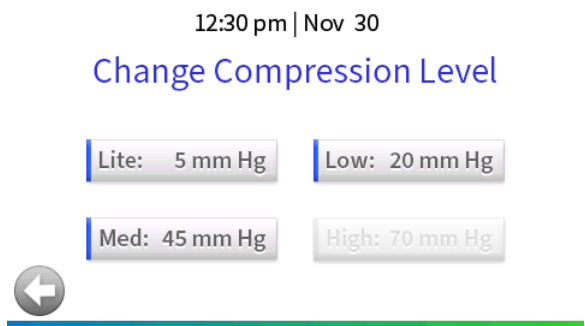 12:30 pm | Nov 30
Change Compression Level
Lite: 5 mm Hg
Low: 20 mm Hg
Med: 45 mm Hg
High: 70 mm Hg